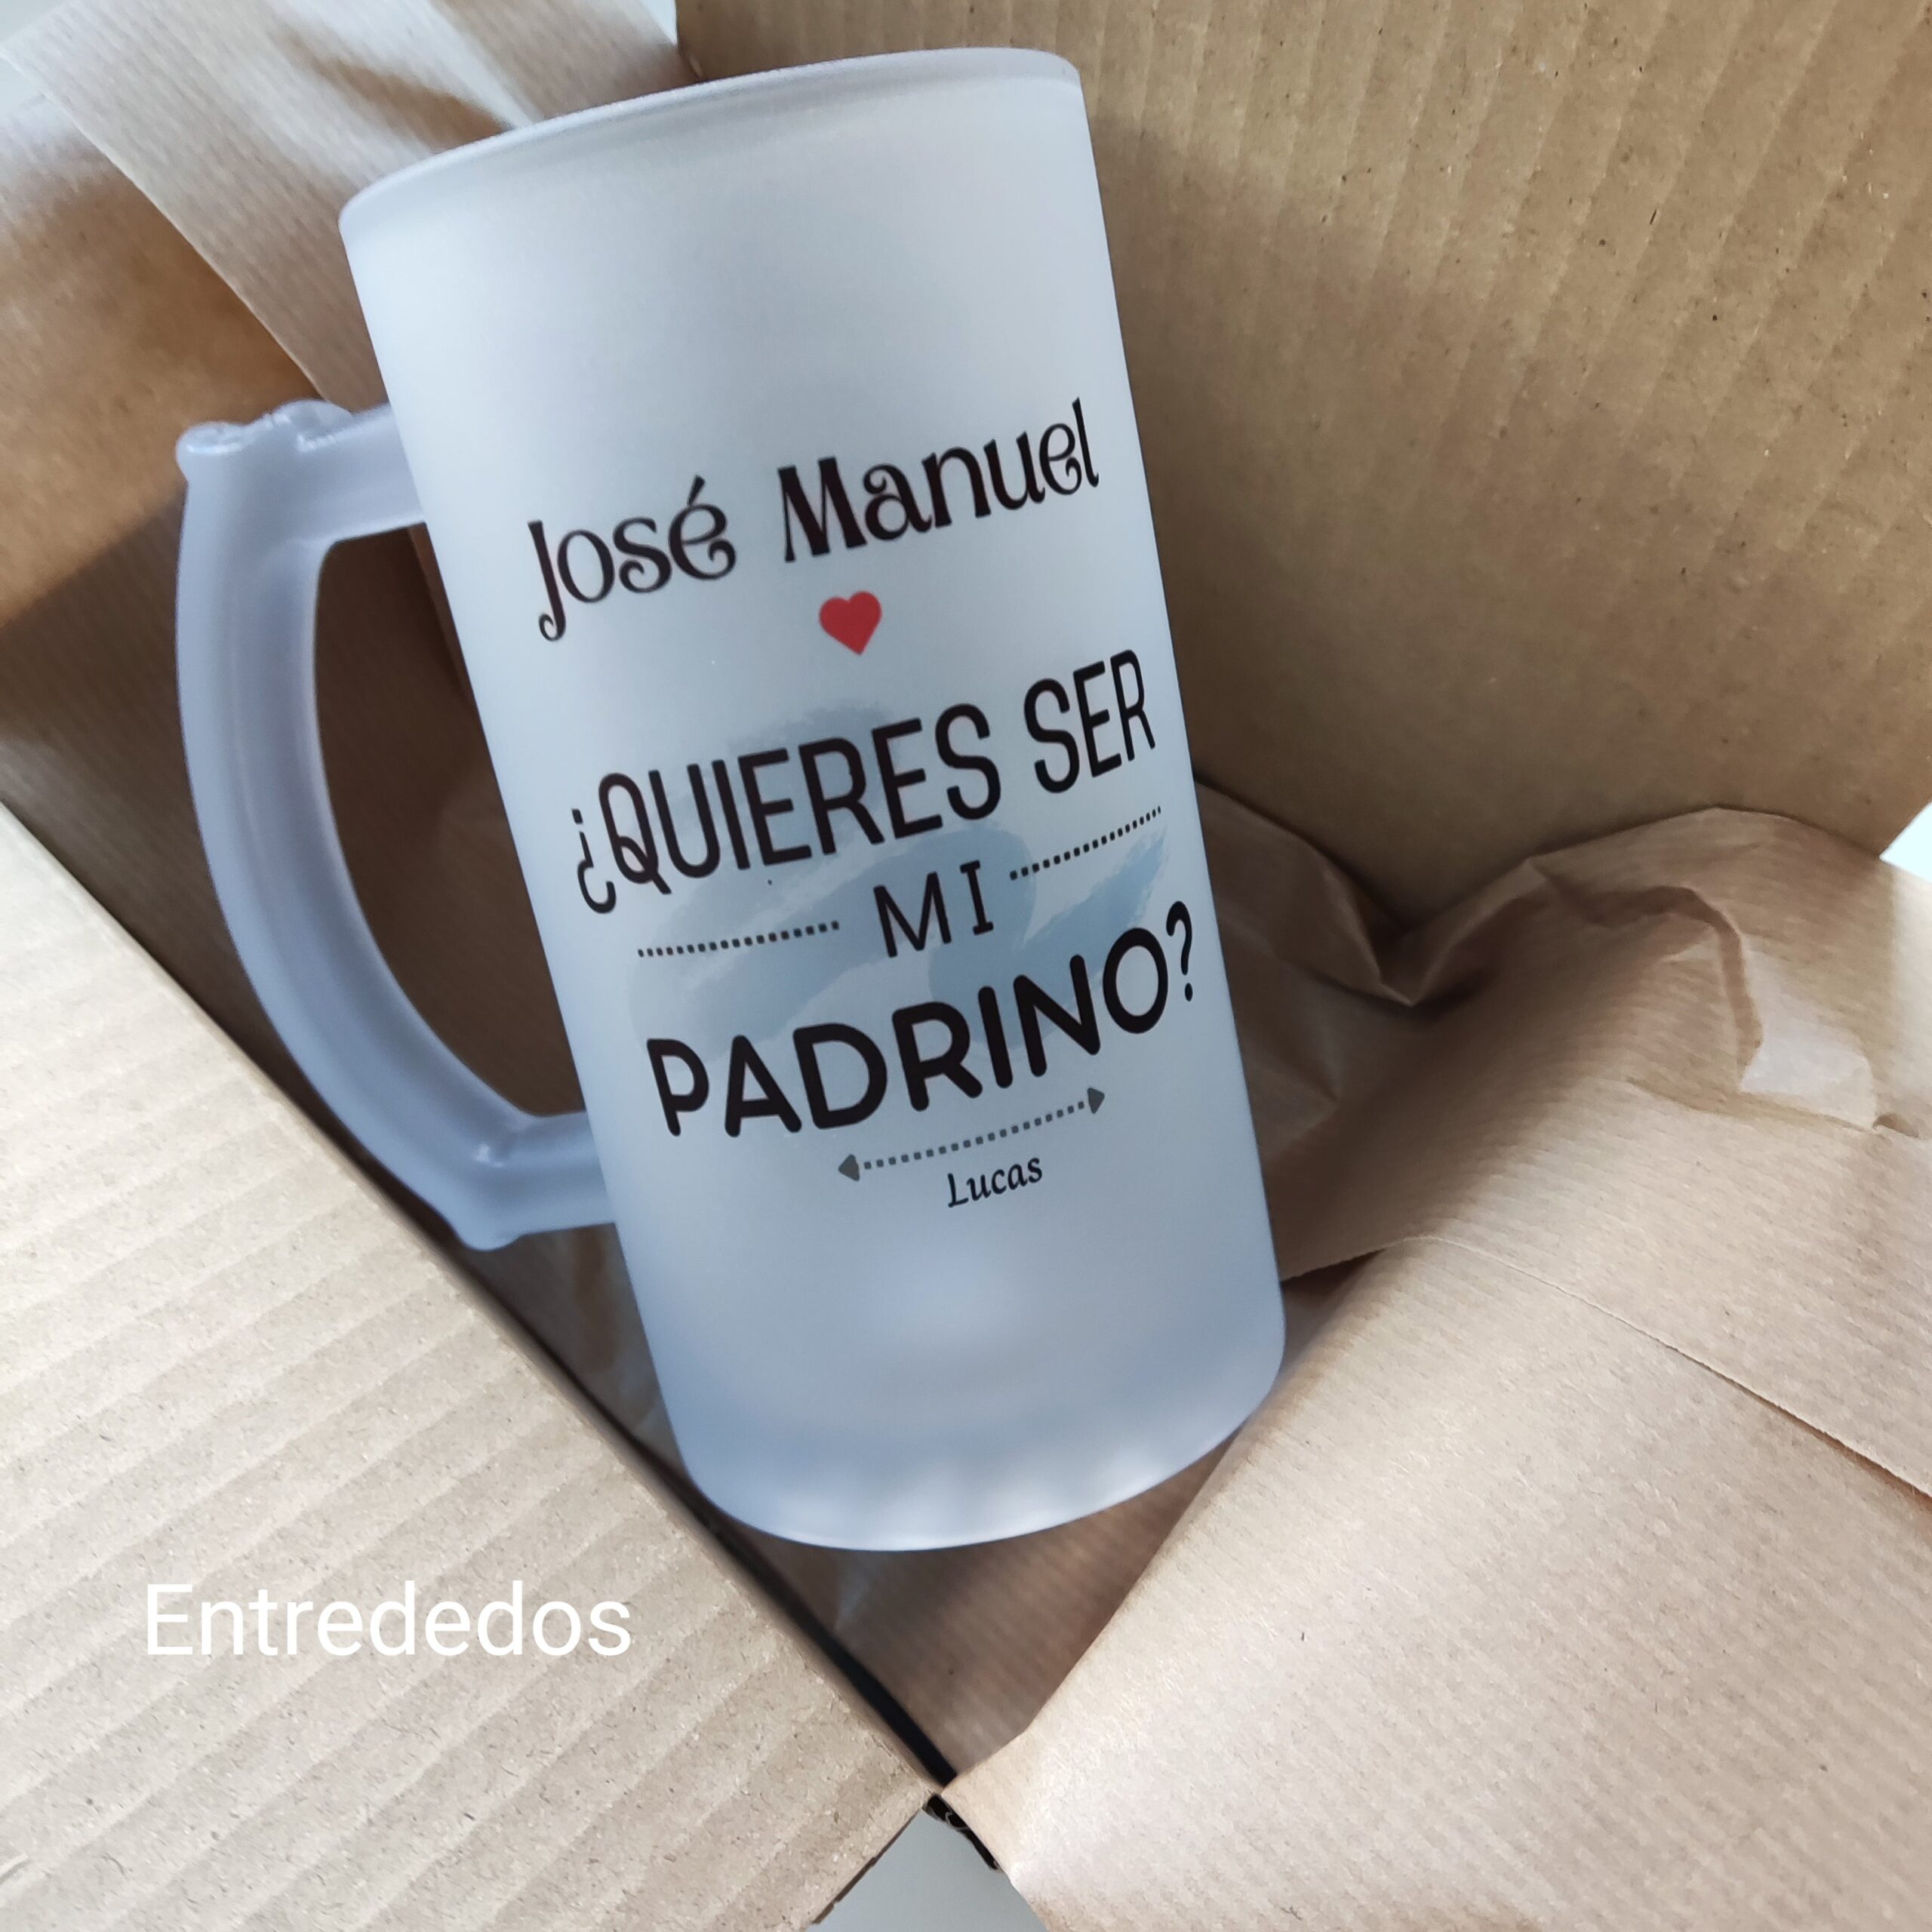 José Manuel
¿QUIERES SER
MI
PADRINO?
Lucas
Entrededos